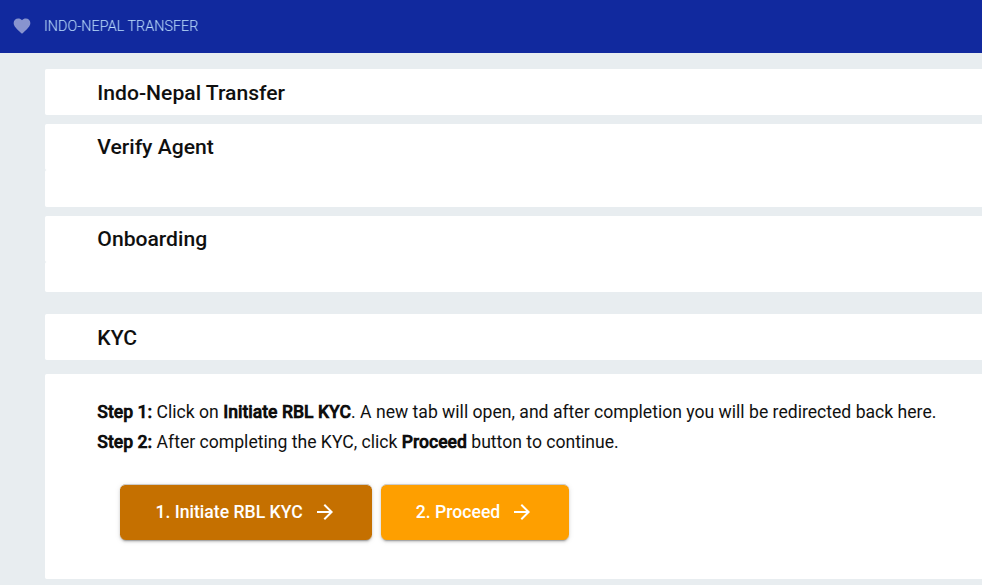 INDO-NEPAL TRANSFER
Indo-Nepal Transfer
Verify Agent
Onboarding
KYC
Step 1: Click on Initiate RBL KYC. A new tab will open, and after completion you will be redirected back here.
Step 2: After completing the KYC, click Proceed button to continue.
1. Initiate RBL KYC → 2. Proceed →